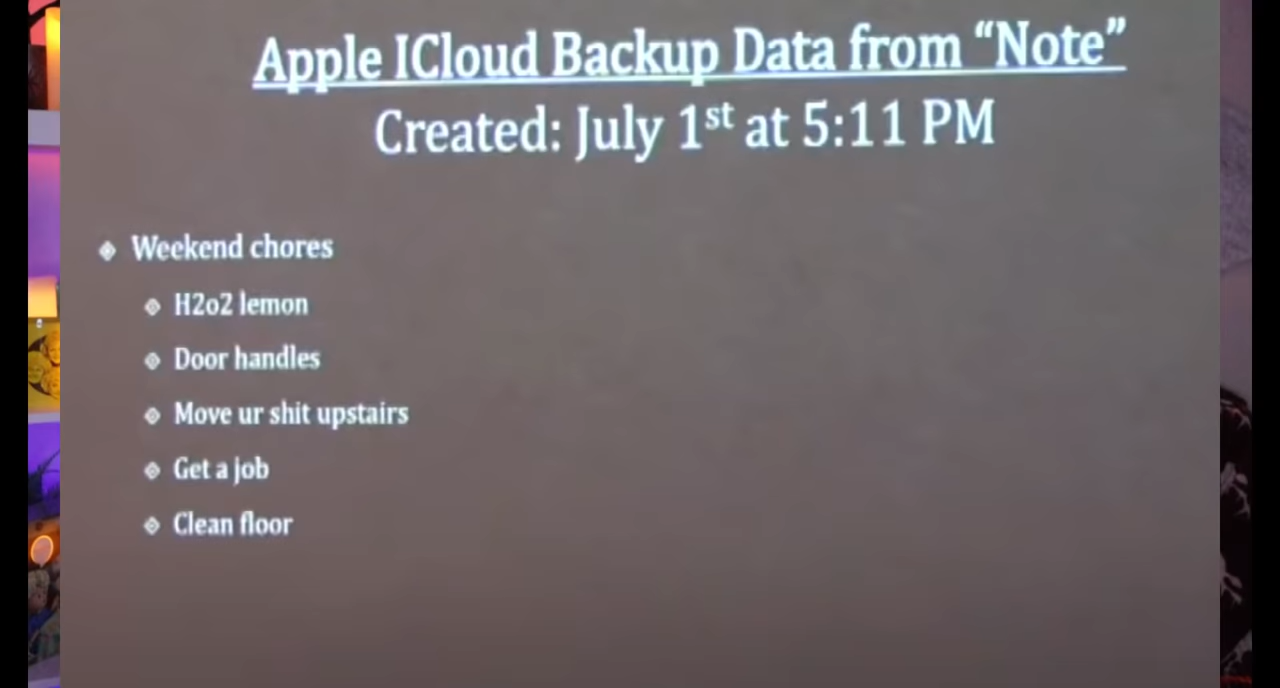 Apple ICloud Backup Data from “Note”
Created: July 1st at 5:11 PM
Weekend chores
H2o2 lemon
Door handles
Move ur shit upstairs
Get a job
Clean floor